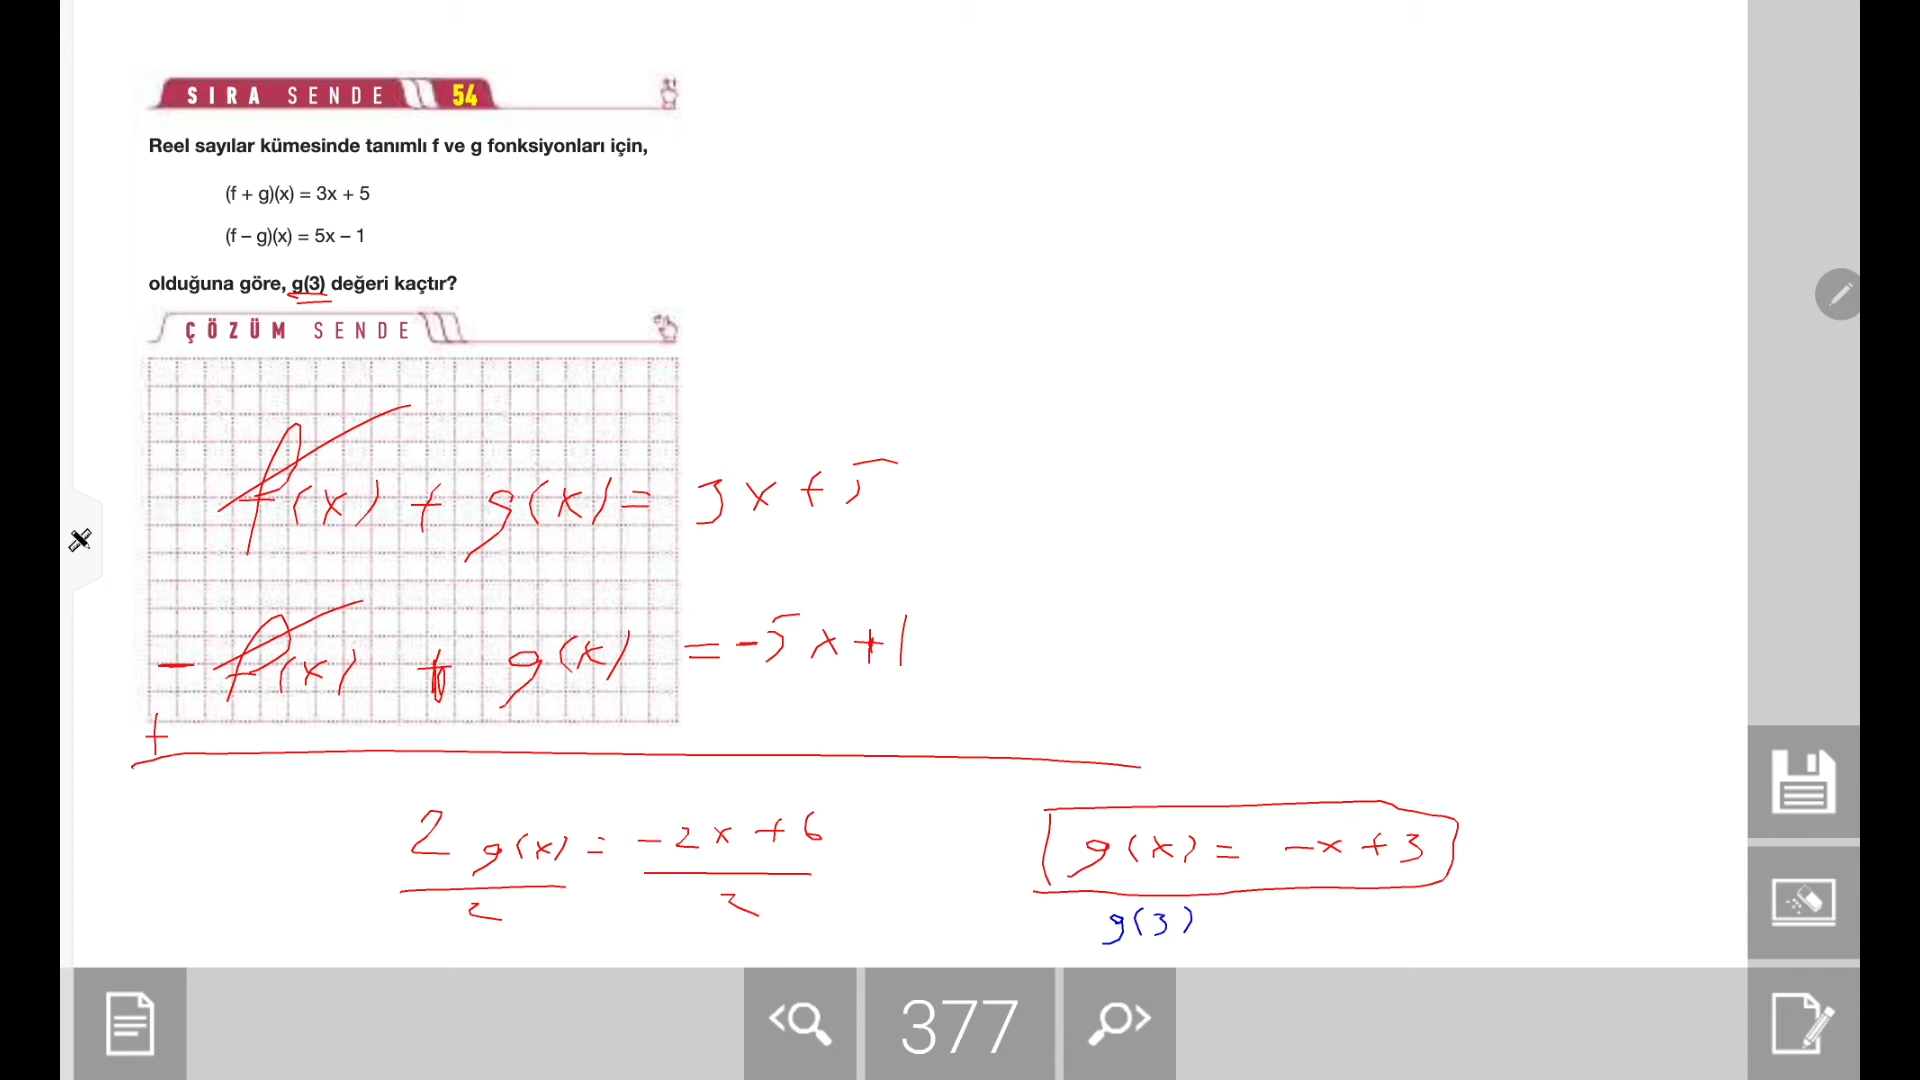 SIRA SENDE 54
Reel sayılar kümesinde tanımlı f ve g fonksiyonları için,
(f + g)(x) = 3x + 5
(f – g)(x) = 5x – 1
olduğuna göre, g(3) değeri kaçtır?
ÇÖZÜM SENDE
f(x) + g(x) = 3x + 5
- f(x) + g(x) = -5x + 1
+
2 g(x) = -2x + 6
2 2
g(x) = -x + 3
g(3)
377